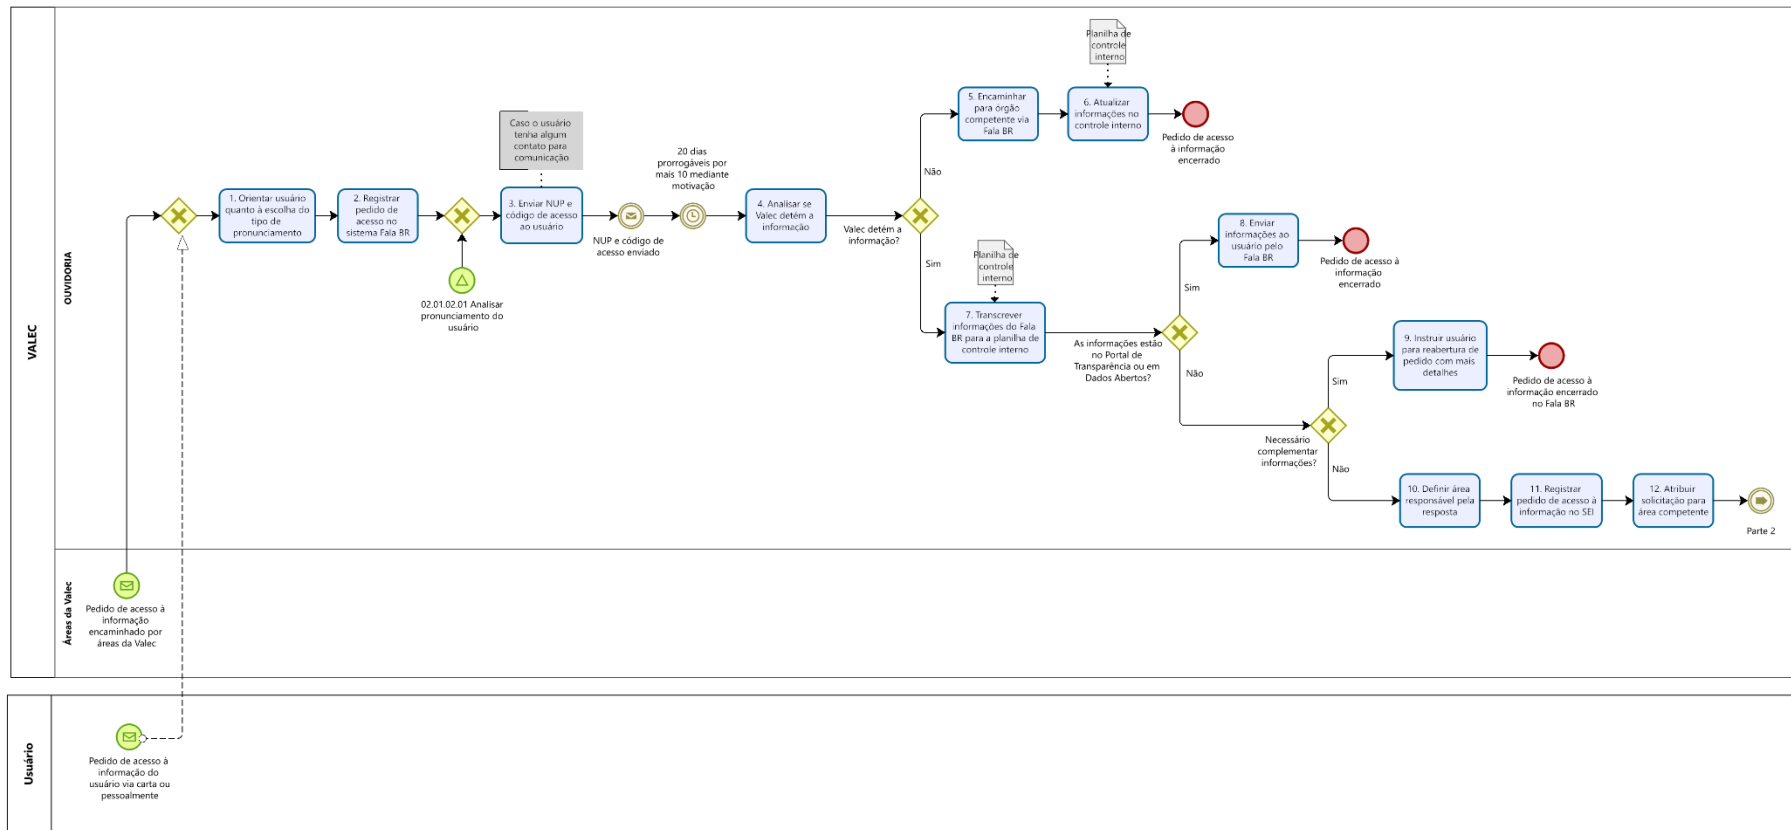 VALEC
OUVIDORIA
Áreas da Valec
Usuário
Pedido de acesso à
informação
encaminhado por
áreas da Valec
Pedido de acesso à
informação do
usuário via carta ou
pessoalmente
1. Orientar usuário
quanto à escolha do
tipo de
pronunciamento
2. Registrar
pedido de
acesso no
sistema Fala BR
02.01.02.01 Analisar
pronunciamento do
usuário
Caso o usuário
tenha algum
contato para
comunicação
3. Enviar NUP e
código de acesso
ao usuário
NUP e código de
acesso enviado
20 dias
prorrogáveis por
mais 10 mediante
motivação
4. Analisar se
Valec detém a
informação
Valec detém a
informação?
Não
Sim
5. Encaminhar
para órgão
competente via
Fala BR
Planilha de
controle
interno
6. Atualizar
informações no
controle interno
Pedido de acesso
à informação
encerrado
Planilha de
controle
interno
7. Transcrever
informações do Fala
BR para a planilha de
controle interno
As informações estão
no Portal de
Transparência ou em
Dados Abertos?
Sim
Não
8. Enviar
informações ao
usuário pelo
Fala BR
Pedido de acesso à
informação
encerrado
Necessário
complementar
informações?
Sim
Não
9. Instruir usuário
para reabertura de
pedido com mais
detalhes
Pedido de acesso à
informação encerrado
no Fala BR
10. Definir área
responsável pela
resposta
11. Registrar
pedido de acesso à
informação no SEI
12. Atribuir
solicitação para
área competente
Parte 2